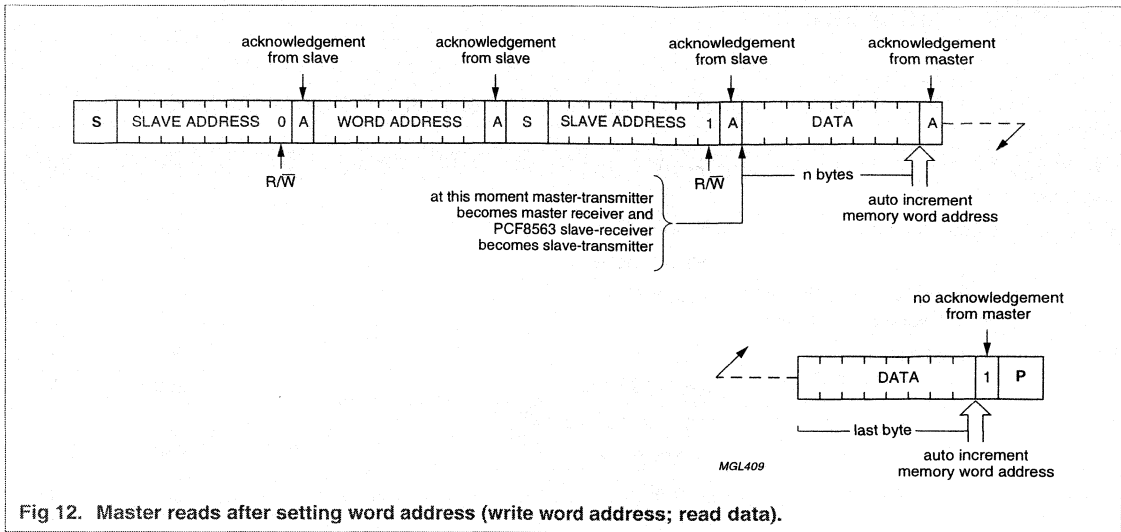 acknowledgement
from slave
acknowledgement
from slave
acknowledgement
from slave
acknowledgement
from master
S SLAVE ADDRESS 0 A WORD ADDRESS A S SLAVE ADDRESS 1 A DATA A
R/W̅
R/W̅
n bytes
at this moment master-transmitter
becomes master receiver and
PCF8563 slave-receiver
becomes slave-transmitter
auto increment
memory word address
no acknowledgement
from master
DATA 1 P
last byte
auto increment
memory word address
MGL409
Fig 12. Master reads after setting word address (write word address; read data).